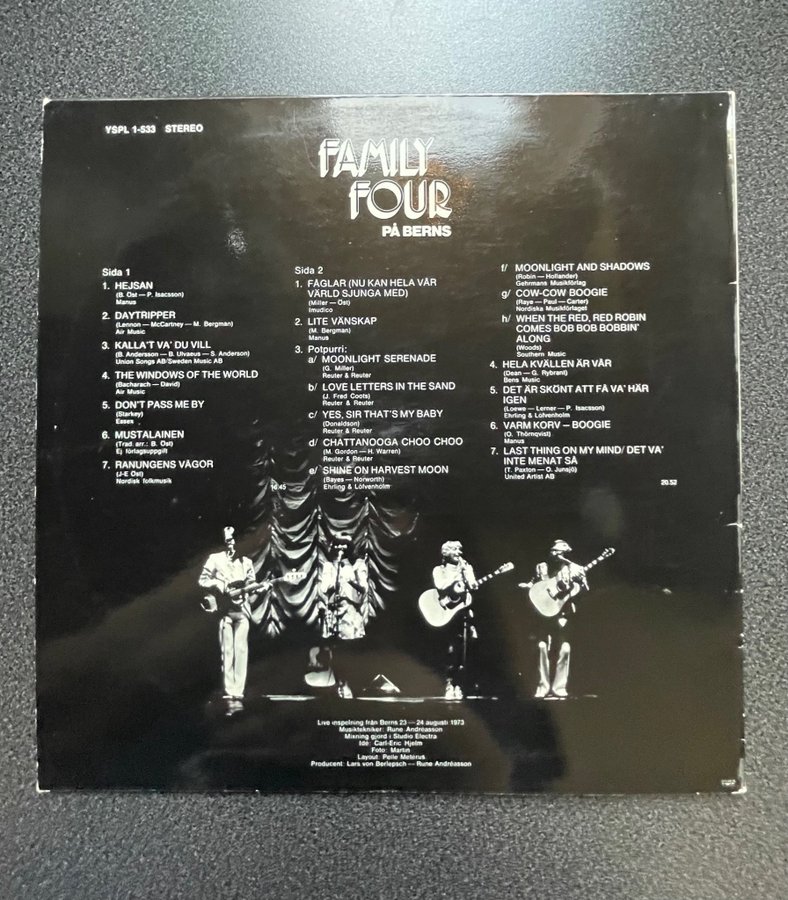 YSPL 1-533 STEREO
FAMILY
FOUR
PÅ BERNS
Sida 1
1. HEJSAN
(B. Ost — P. Isacsson)
Manus
2. DAYTRIPPER
(Lennon — McCartney — M. Bergman)
Air Music
3. KALLA'T VA' DU VILL
(B. Andersson — B. Ulvaeus — S. Anderson)
Union Songs AB/Sweden Music AB
4. THE WINDOWS OF THE WORLD
(Bacharach — David)
Air Music
5. DON'T PASS ME BY
(Starkey)
Essex
6. MUSTALAINEN
(Trad. arr.: B. Ost)
Ej förlagsuppgift
7. RANUNGENS VÅGOR
(J-E Ost)
Nordisk folkmusik
16.45
Sida 2
1. FÅGLAR (NU KAN HELA VÅR
VÄRLD SJUNGA MED)
(Miller — Ost)
Imudico
2. LITE VÄNSKAP
(M. Bergman)
Manus
3. Potpurri:
a/ MOONLIGHT SERENADE
(G. Miller)
Reuter & Reuter
b/ LOVE LETTERS IN THE SAND
(J. Fred Coots)
Reuter & Reuter
c/ YES, SIR THAT'S MY BABY
(Donaldson)
Reuter & Reuter
d/ CHATTANOOGA CHOO CHOO
(M. Gordon — H. Warren)
Reuter & Reuter
e/ SHINE ON HARVEST MOON
(Bayes — Norworth)
Ehrling & Löfvenholm
f/ MOONLIGHT AND SHADOWS
(Robin — Hollander)
Gehrmans Musikförlag
g/ COW-COW BOOGIE
(Raye — Paul — Carter)
Nordiska Musikförlaget
h/ WHEN THE RED, RED ROBIN
COMES BOB BOB BOBBIN'
ALONG
(Woods)
Southern Music
4. HELA KVÄLLEN ÄR VÅR
(Dean — G. Rybrant)
Bens Music
5. DET ÄR SKÖNT ATT FÅ VA' HÄR
IGEN
(Loewe — Lerner — P. Isacsson)
Ehrling & Löfvenholm
6. VARM KORV — BOOGIE
(O. Thörnqvist)
Manus
7. LAST THING ON MY MIND/ DET VA'
INTE MENAT SÅ
(T. Paxton — O. Junsjö)
United Artist AB
20.52
Live inspelning från Berns 23 — 24 augusti 1973
Musiktekniker: Rune Andréasson
Mixning gjord i Studio Electra
Idé: Carl-Eric Hjelm
Foto: Martin
Layout: Pelle Metérus
Producent: Lars von Berlepsch — Rune Andréasson